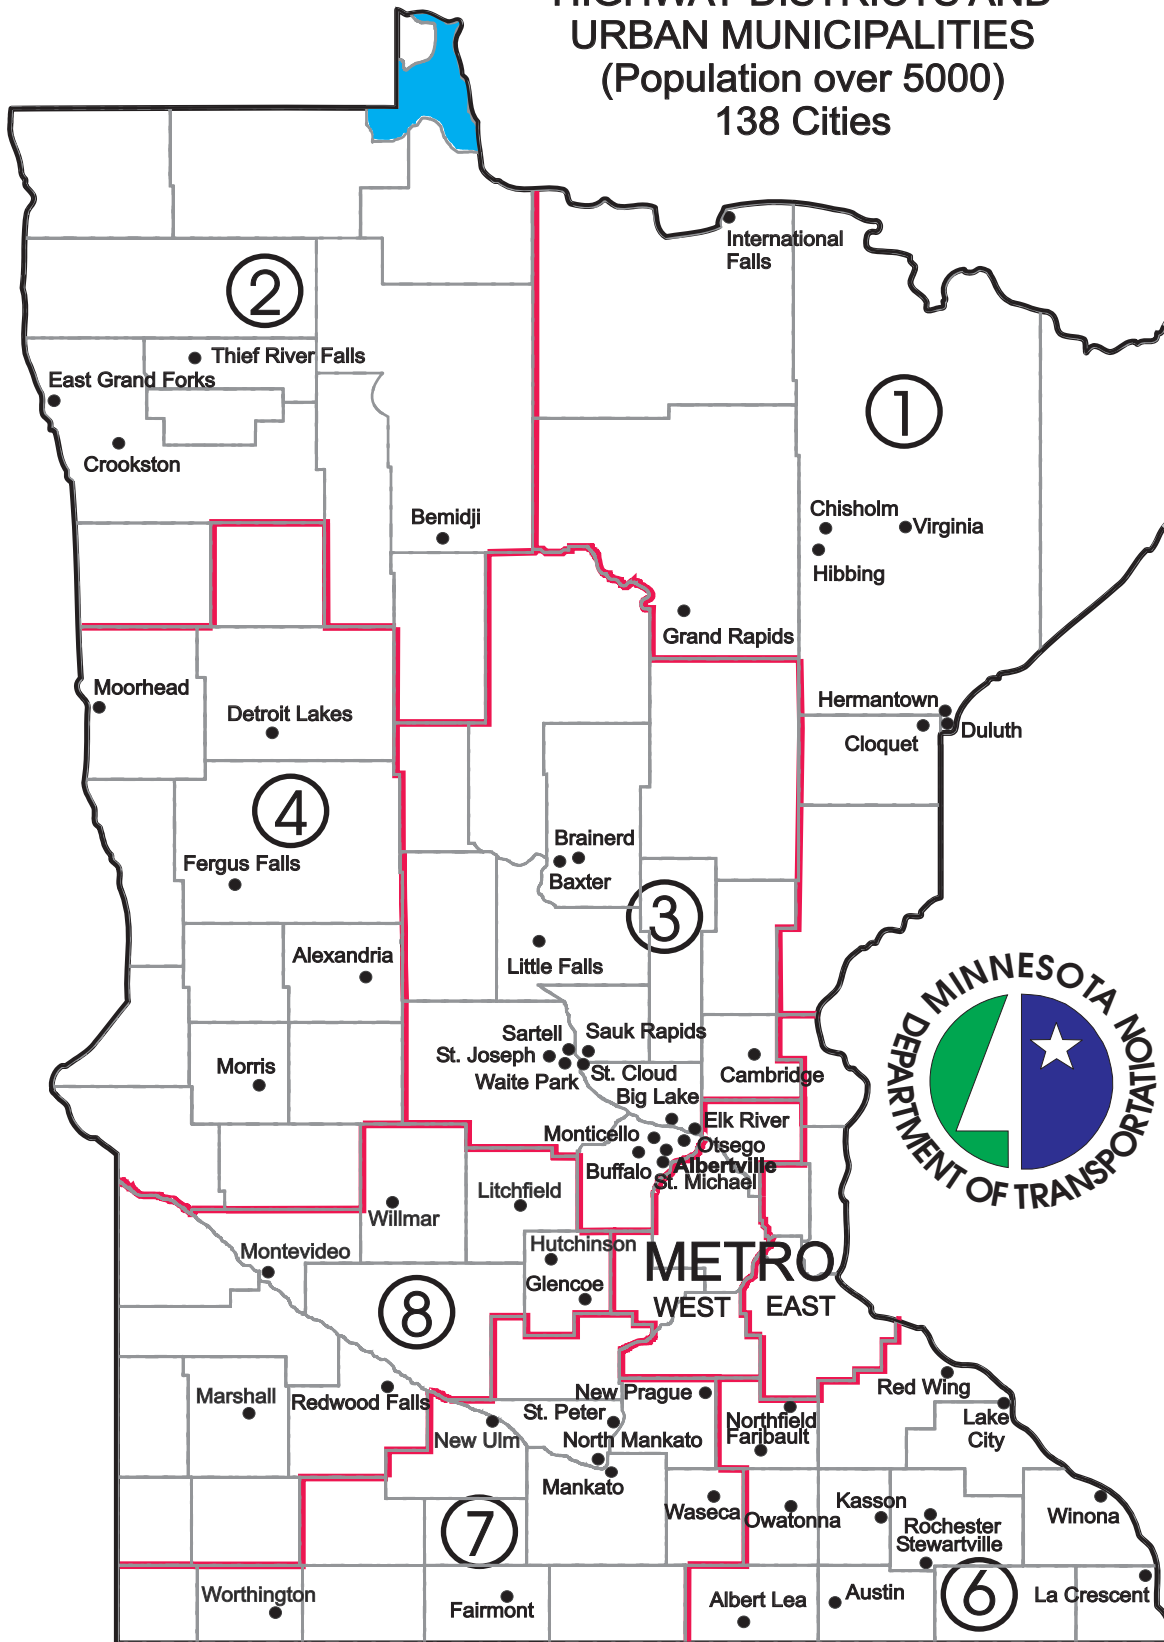 HIGHWAY DISTRICTS AND
URBAN MUNICIPALITIES
(Population over 5000)
138 Cities
International
Falls
2
Thief River Falls
East Grand Forks
1
Crookston
Chisholm
Bemidji
Virginia
Hibbing
Grand Rapids
Moorhead
Hermantown
Detroit Lakes
Duluth
Cloquet
4
Brainerd
Fergus Falls
Baxter
3
Alexandria
Little Falls
MINNESOTA
DEPARTMENT OF TRANSPORTATION
Sartell
Sauk Rapids
St. Joseph
Morris
Waite Park
St. Cloud
Cambridge
Big Lake
Elk River
Monticello
Otsego
Albertville
Buffalo
St. Michael
Litchfield
Willmar
Hutchinson
Montevideo
METRO
Glencoe
WEST
EAST
8
Red Wing
New Prague
Marshall
Redwood Falls
St. Peter
Northfield
Lake
City
Faribault
New Ulm
North Mankato
Mankato
Kasson
Waseca
Owatonna
Winona
7
Rochester
Stewartville
Worthington
Fairmont
Albert Lea
Austin
6
La Crescent